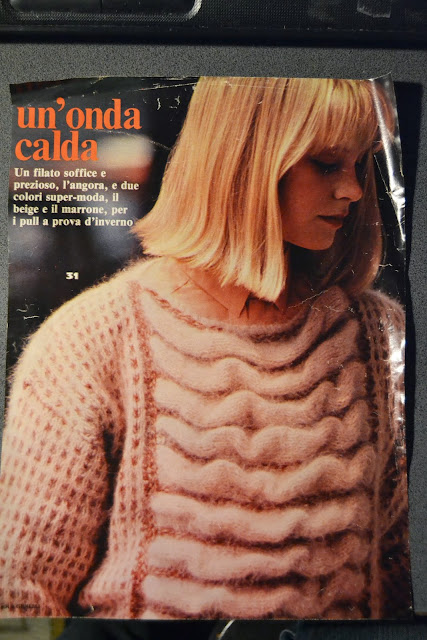 un'onda
calda
Un filato soffice e
prezioso, l'angora, e due
colori super-moda, il
beige e il marrone, per
i pull a prova d'inverno
31